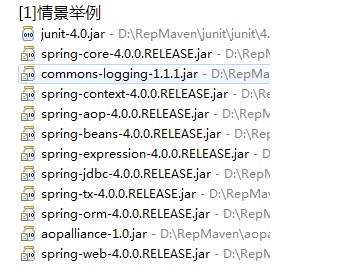 [1]情景举例
junit-4.0.jar - D:\RepMaven\junit\junit\4.
spring-core-4.0.0.RELEASE.jar - D:\Rep
commons-logging-1.1.1.jar - D:\RepMa
spring-context-4.0.0.RELEASE.jar - D:\R
spring-aop-4.0.0.RELEASE.jar - D:\RepM
spring-beans-4.0.0.RELEASE.jar - D:\Re
spring-expression-4.0.0.RELEASE.jar - D
spring-jdbc-4.0.0.RELEASE.jar - D:\RepM
spring-tx-4.0.0.RELEASE.jar - D:\RepMa
spring-orm-4.0.0.RELEASE.jar - D:\RepM
aopalliance-1.0.jar - D:\RepMaven\aopa
spring-web-4.0.0.RELEASE.jar - D:\Rep